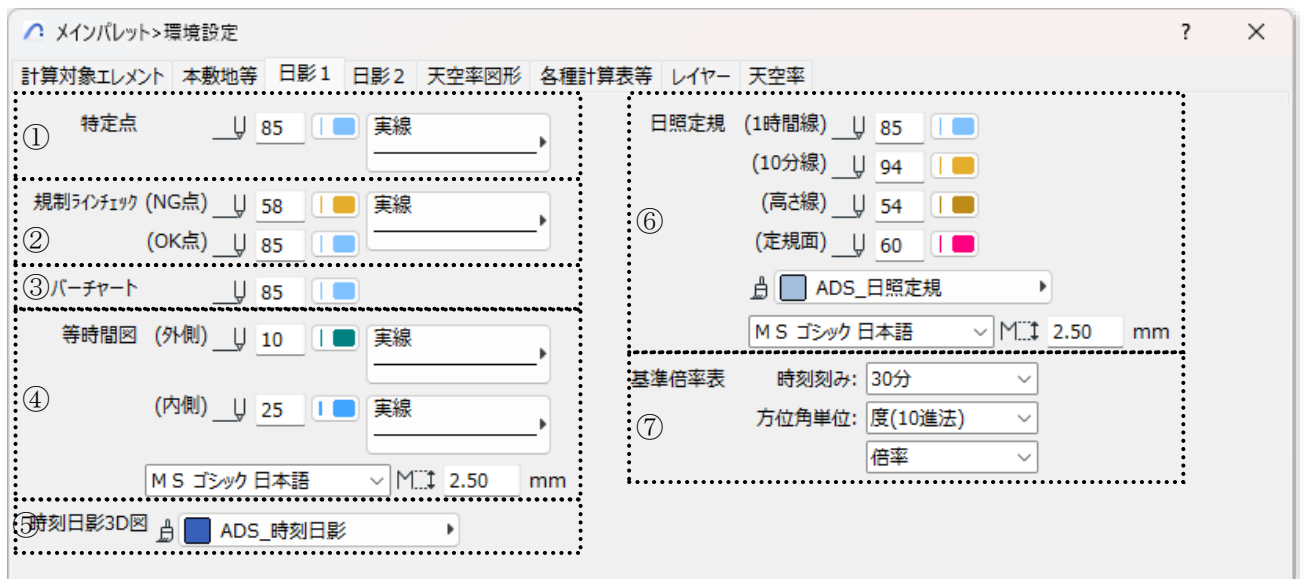 メインパレット>環境設定 ? ×
計算対象エレメント 本敷地等 日影1 日影2 天空率図形 各種計算表等 レイヤー 天空率
① 特定点 85 実線
規制ラインチェック (NG点) 58 実線
② (OK点) 85
③ バーチャート 85
等時間図 (外側) 10 実線
④ (内側) 25 実線
MS ゴシック 日本語 M 2.50 mm
⑤ 時刻日影3D図 ADS_時刻日影
日照定規 (1時間線) 85
(10分線) 94
⑥ (高さ線) 54
(定規面) 60
ADS_日照定規
MS ゴシック 日本語 M 2.50 mm
基準倍率表 時刻刻み: 30分
⑦ 方位角単位: 度(10進法)
倍率